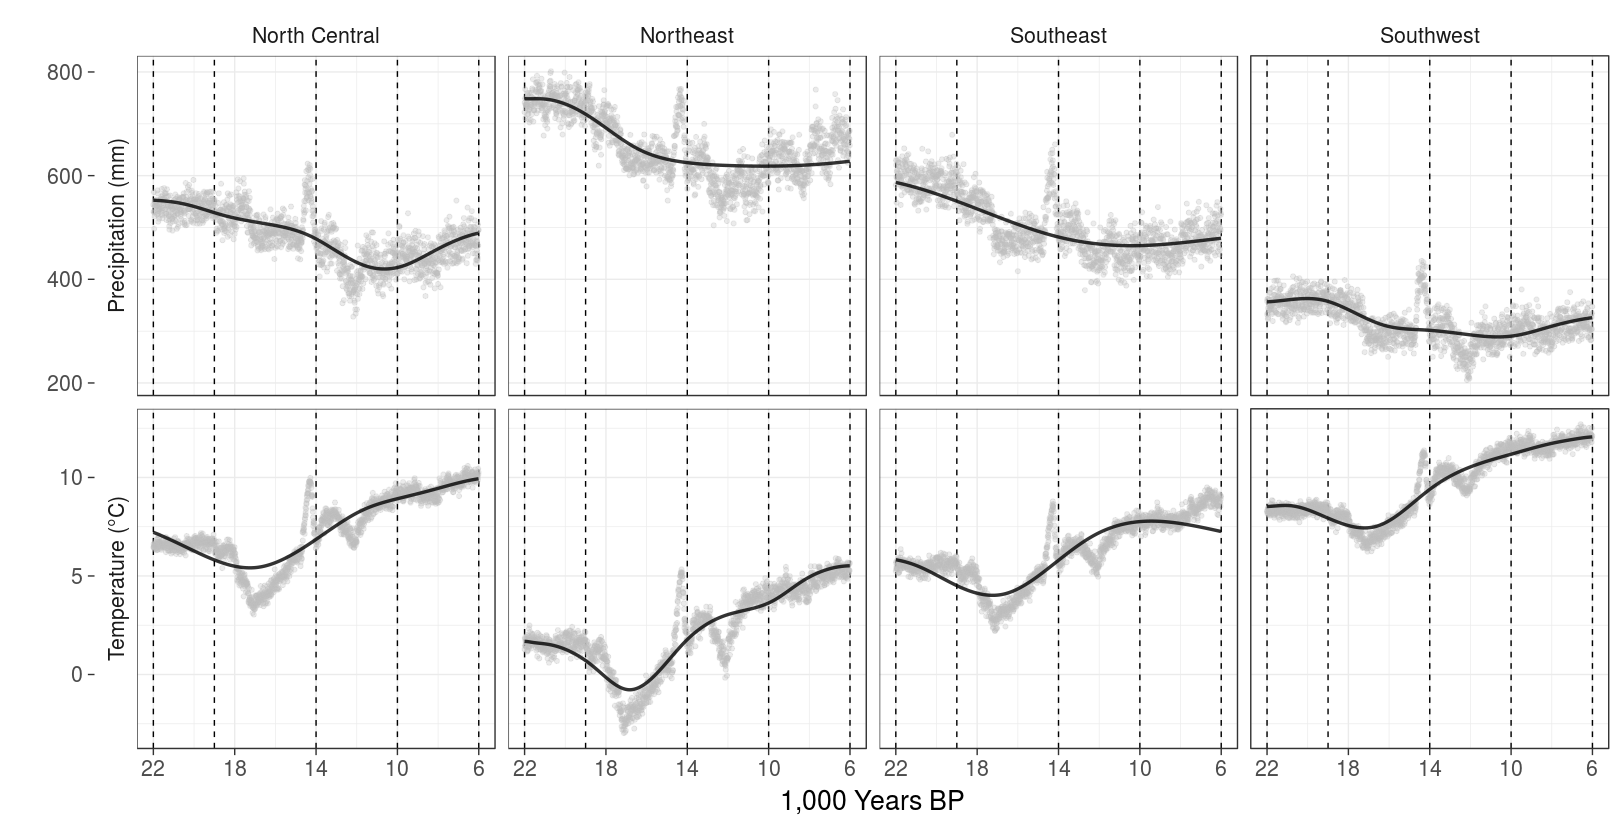 North Central Northeast Southeast Southwest
Precipitation (mm)
800
600
400
200
Temperature (°C)
10
5
0
22 18 14 10 6 22 18 14 10 6 22 18 14 10 6 22 18 14 10 6
1,000 Years BP